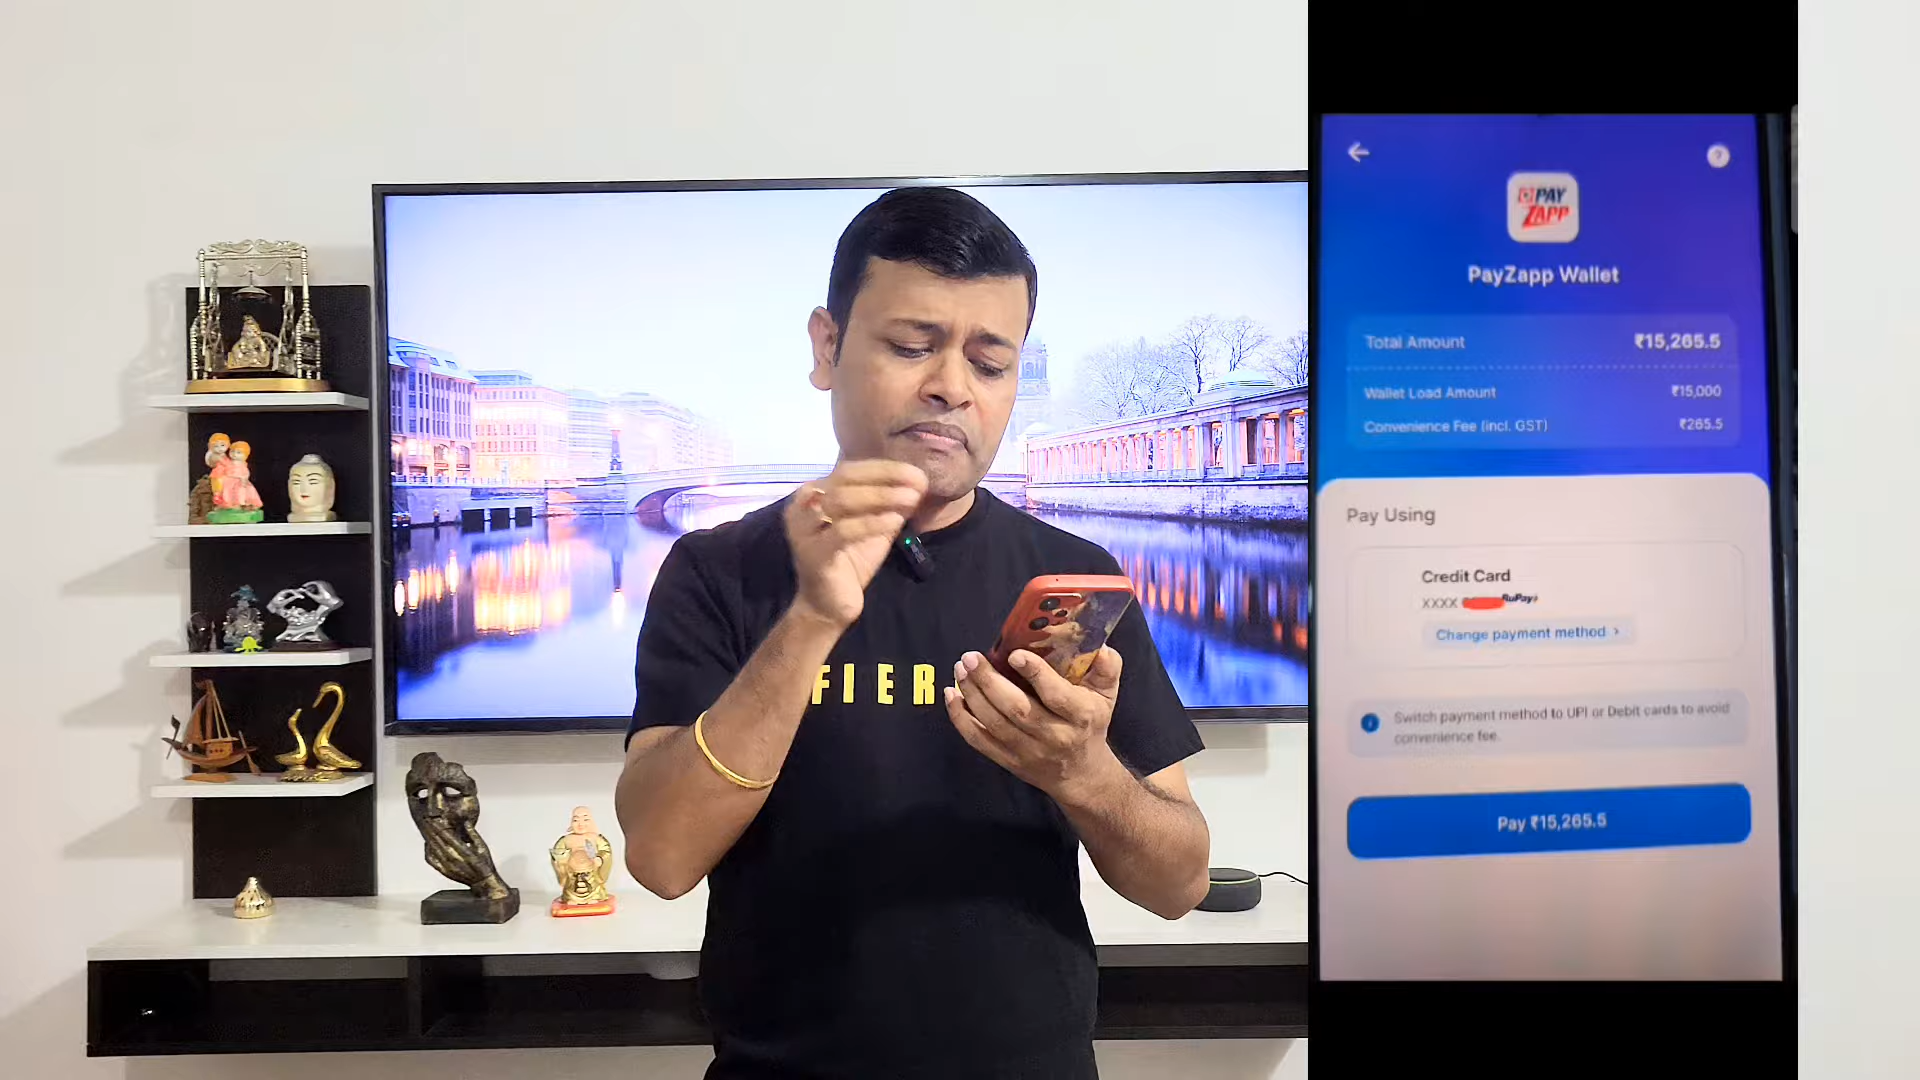 FIER
PAY
ZAPP
PayZapp Wallet
Total Amount ₹15,265.5
Wallet Load Amount ₹15,000
Convenience Fee (incl. GST) ₹265.5
Pay Using
Credit Card
XXXX RuPay
Change payment method >
Switch payment method to UPI or Debit cards to avoid
convenience fee.
Pay ₹15,265.5